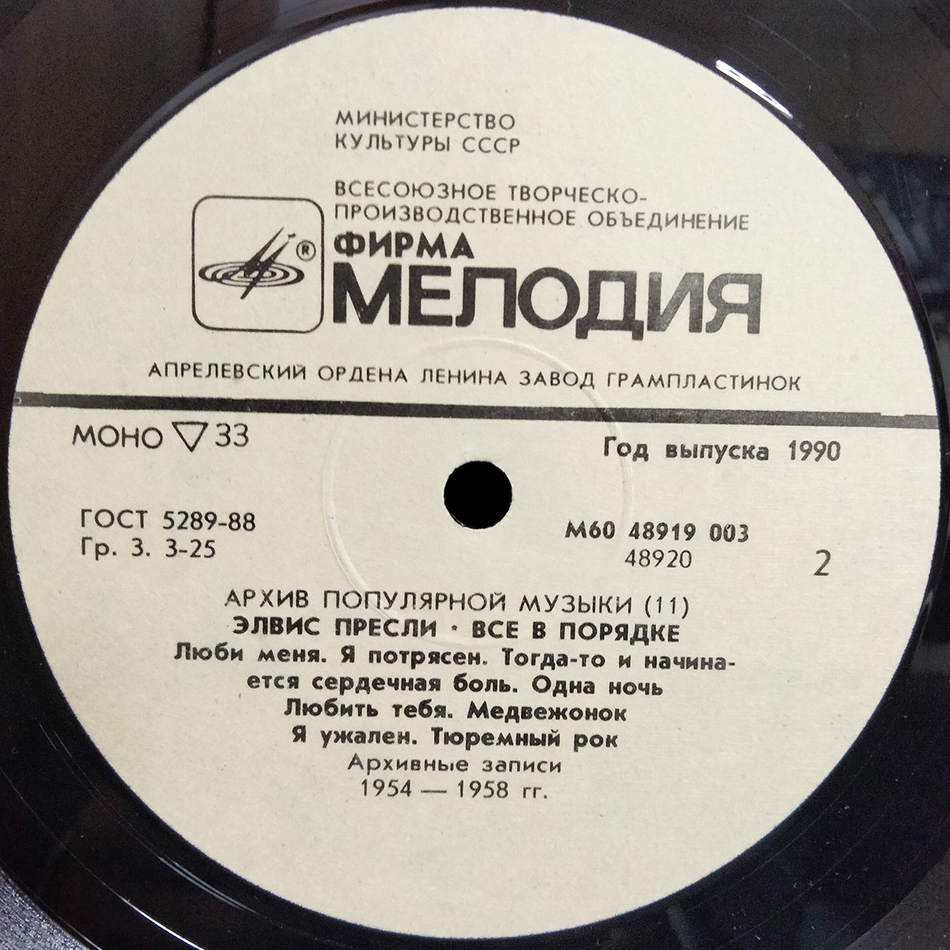 МИНИСТЕРСТВО
КУЛЬТУРЫ СССР
ВСЕСОЮЗНОЕ ТВОРЧЕСКО-
ПРОИЗВОДСТВЕННОЕ ОБЪЕДИНЕНИЕ
ФИРМА
®
МЕЛОДИЯ
АПРЕЛЕВСКИЙ ОРДЕНА ЛЕНИНА ЗАВОД ГРАМПЛАСТИНОК
МОНО ▽ 33
Год выпуска 1990
ГОСТ 5289-88
Гр. 3. 3-25
М60 48919 003
48920
2
АРХИВ ПОПУЛЯРНОЙ МУЗЫКИ (11)
ЭЛВИС ПРЕСЛИ · ВСЕ В ПОРЯДКЕ
Люби меня. Я потрясен. Тогда-то и начина-
ется сердечная боль. Одна ночь
Любить тебя. Медвежонок
Я ужален. Тюремный рок
Архивные записи
1954 — 1958 гг.